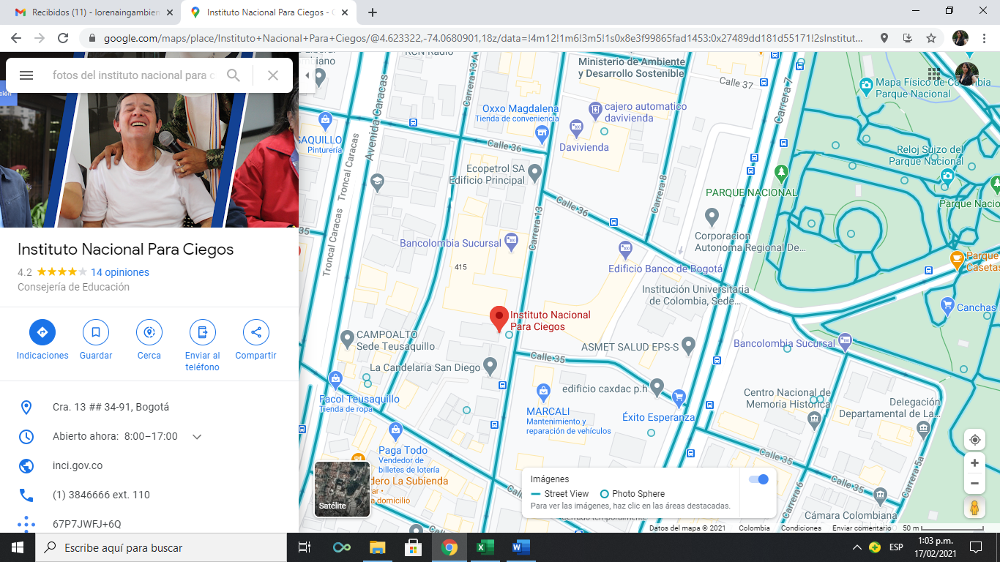 Recibidos (11) - lorenaingambien
Instituto Nacional Para Ciegos - G
google.com/maps/place/Instituto+Nacional+Para+Ciegos/@4.623322,-74.0680901,18z/data=!4m12!1m6!3m5!1s0x8e3f99865fad1453:0x27489dd181d55171!2sInstitut...
fotos del instituto nacional para c
Instituto Nacional Para Ciegos
4.2 14 opiniones
Consejería de Educación
Indicaciones
Guardar
Cerca
Enviar al
teléfono
Compartir
Cra. 13 ## 34-91, Bogotá
Abierto ahora: 8:00–17:00
inci.gov.co
(1) 3846666 ext. 110
67P7JWFJ+6Q
RCN Radio
Ministerio de Ambiente
y Desarrollo Sostenible
Calle 37
Carrera 7
Mapa Físico de Colombia
Parque Nacional
Avenida Caracas
Carrera 13 A
Oxxo Magdalena
Tienda de conveniencia
cajero automatico
davivienda
Davivienda
SAQUILLO
Pinturería
Calle 36
Reloj Suizo del
Parque Nacional
Troncal Caracas
Troncal Caracas
Ecopetrol SA
Edificio Principal
Carrera 8
PARQUE NACIONAL
Parque Nacio
Calle 36
Carrera 13
Bancolombia Sucursal
35
Corporacion
Autonoma Regional De...
415
Edificio Banco de Bogotá
Parque
Casetas
Institución Universitaria
de Colombia, Sede...
Instituto Nacional
Para Ciegos
Canchas
CAMPOALTO
Sede Teusaquillo
ASMET SALUD EPS-S
Bancolombia Sucursal
La Candelaria San Diego
Calle 35
edificio caxdac p.h
Facol Teusaquillo
Tienda de ropa
Centro Nacional de
Memoria Histórica
MARCALI
Mantenimiento y
reparación de vehículos
Éxito Esperanza
Delegación
Departamental de La...
Paga Todo
Vendedor de
billetes de lotería
Calle 35
Carrera 5a
dero La Subienda
a domicilio
Calle 35
Carrera 6
Cámara Colombiana
Satélite
Imágenes
Street View
Photo Sphere
Para ver las imágenes, haz clic en las áreas destacadas.
Cerrado temporalmente
Datos del mapa © 2021 Colombia Condiciones Enviar comentario 50 m
Escribe aquí para buscar
ESP
1:03 p.m.
17/02/2021